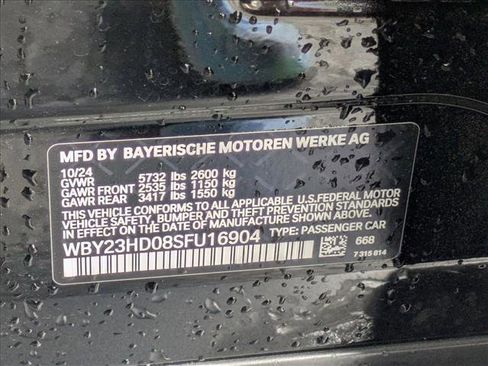 MFD BY BAYERISCHE MOTOREN WERKE AG
10/24
GVWR 5732 lbs 2600 kg
GAWR FRONT 2535 lbs 1150 kg
GAWR REAR 3417 lbs 1550 kg
THIS VEHICLE CONFORMS TO ALL APPLICABLE U.S.FEDERAL MOTOR
VEHICLE SAFETY, BUMPER AND THEFT PREVENTION STANDARDS
IN EFFECT ON THE DATE OF MANUFACTURE SHOWN ABOVE.
WBY23HD08SFU16904 TYPE: PASSENGER CAR
668
7 315 814